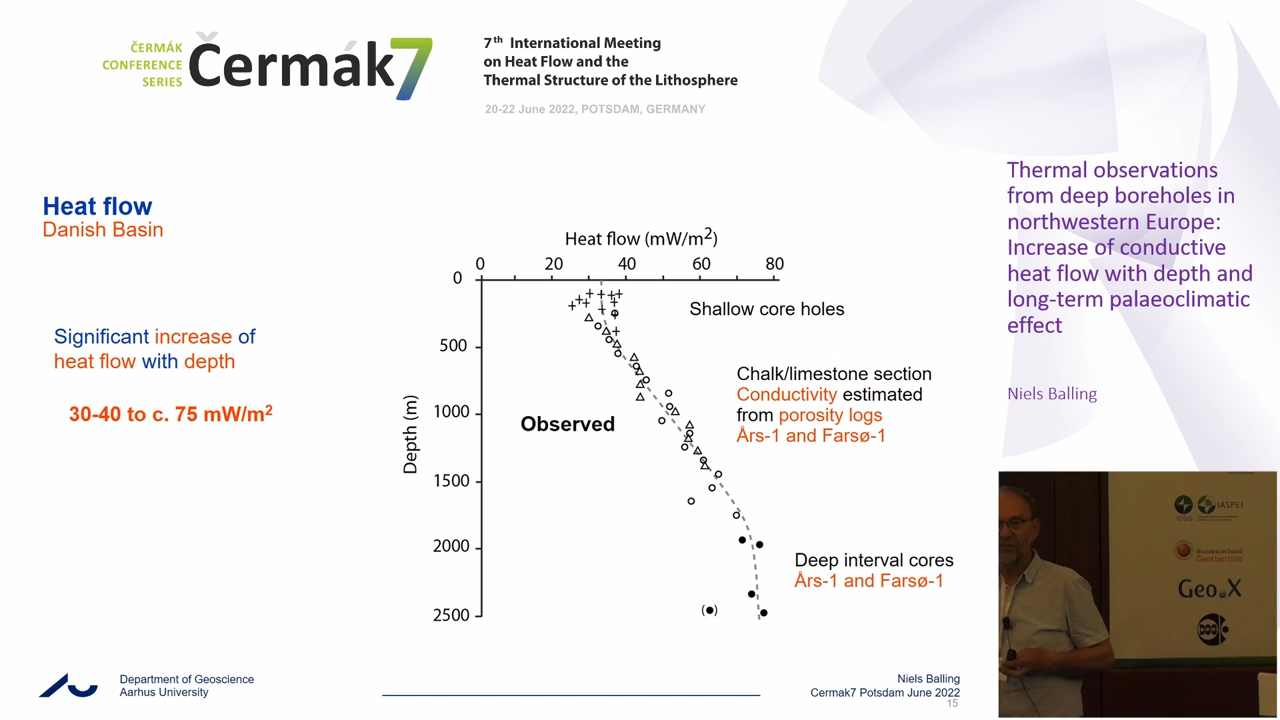 ČERMÁK
CONFERENCE
SERIES
Čermák7
7th International Meeting
on Heat Flow and the
Thermal Structure of the Lithosphere
20-22 June 2022, POTSDAM, GERMANY
Heat flow
Danish Basin
Significant increase of
heat flow with depth
30-40 to c. 75 mW/m2
Heat flow (mW/m2)
0 20 40 60 80
Depth (m)
0
500
1000
1500
2000
2500
Observed
Shallow core holes
Chalk/limestone section
Conductivity estimated
from porosity logs
Års-1 and Farsø-1
Deep interval cores
Års-1 and Farsø-1
Department of Geoscience
Aarhus University
Niels Balling
Cermak7 Potsdam June 2022
15
Thermal observations
from deep boreholes in
northwestern Europe:
Increase of conductive
heat flow with depth and
long-term palaeoclimatic
effect
Niels Balling
IUGG
IASPEI
Bundesverband
Geothermie
Geo.X